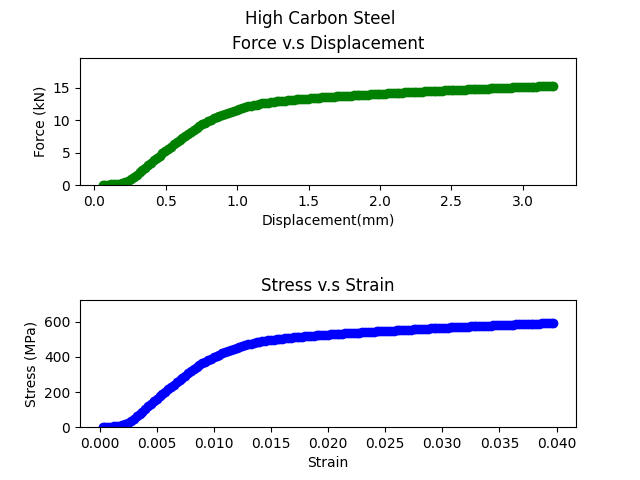 High Carbon Steel
Force v.s Displacement
Force (kN)
15
10
5
0
0.0 0.5 1.0 1.5 2.0 2.5 3.0
Displacement(mm)
Stress v.s Strain
Stress (MPa)
600
400
200
0
0.000 0.005 0.010 0.015 0.020 0.025 0.030 0.035 0.040
Strain